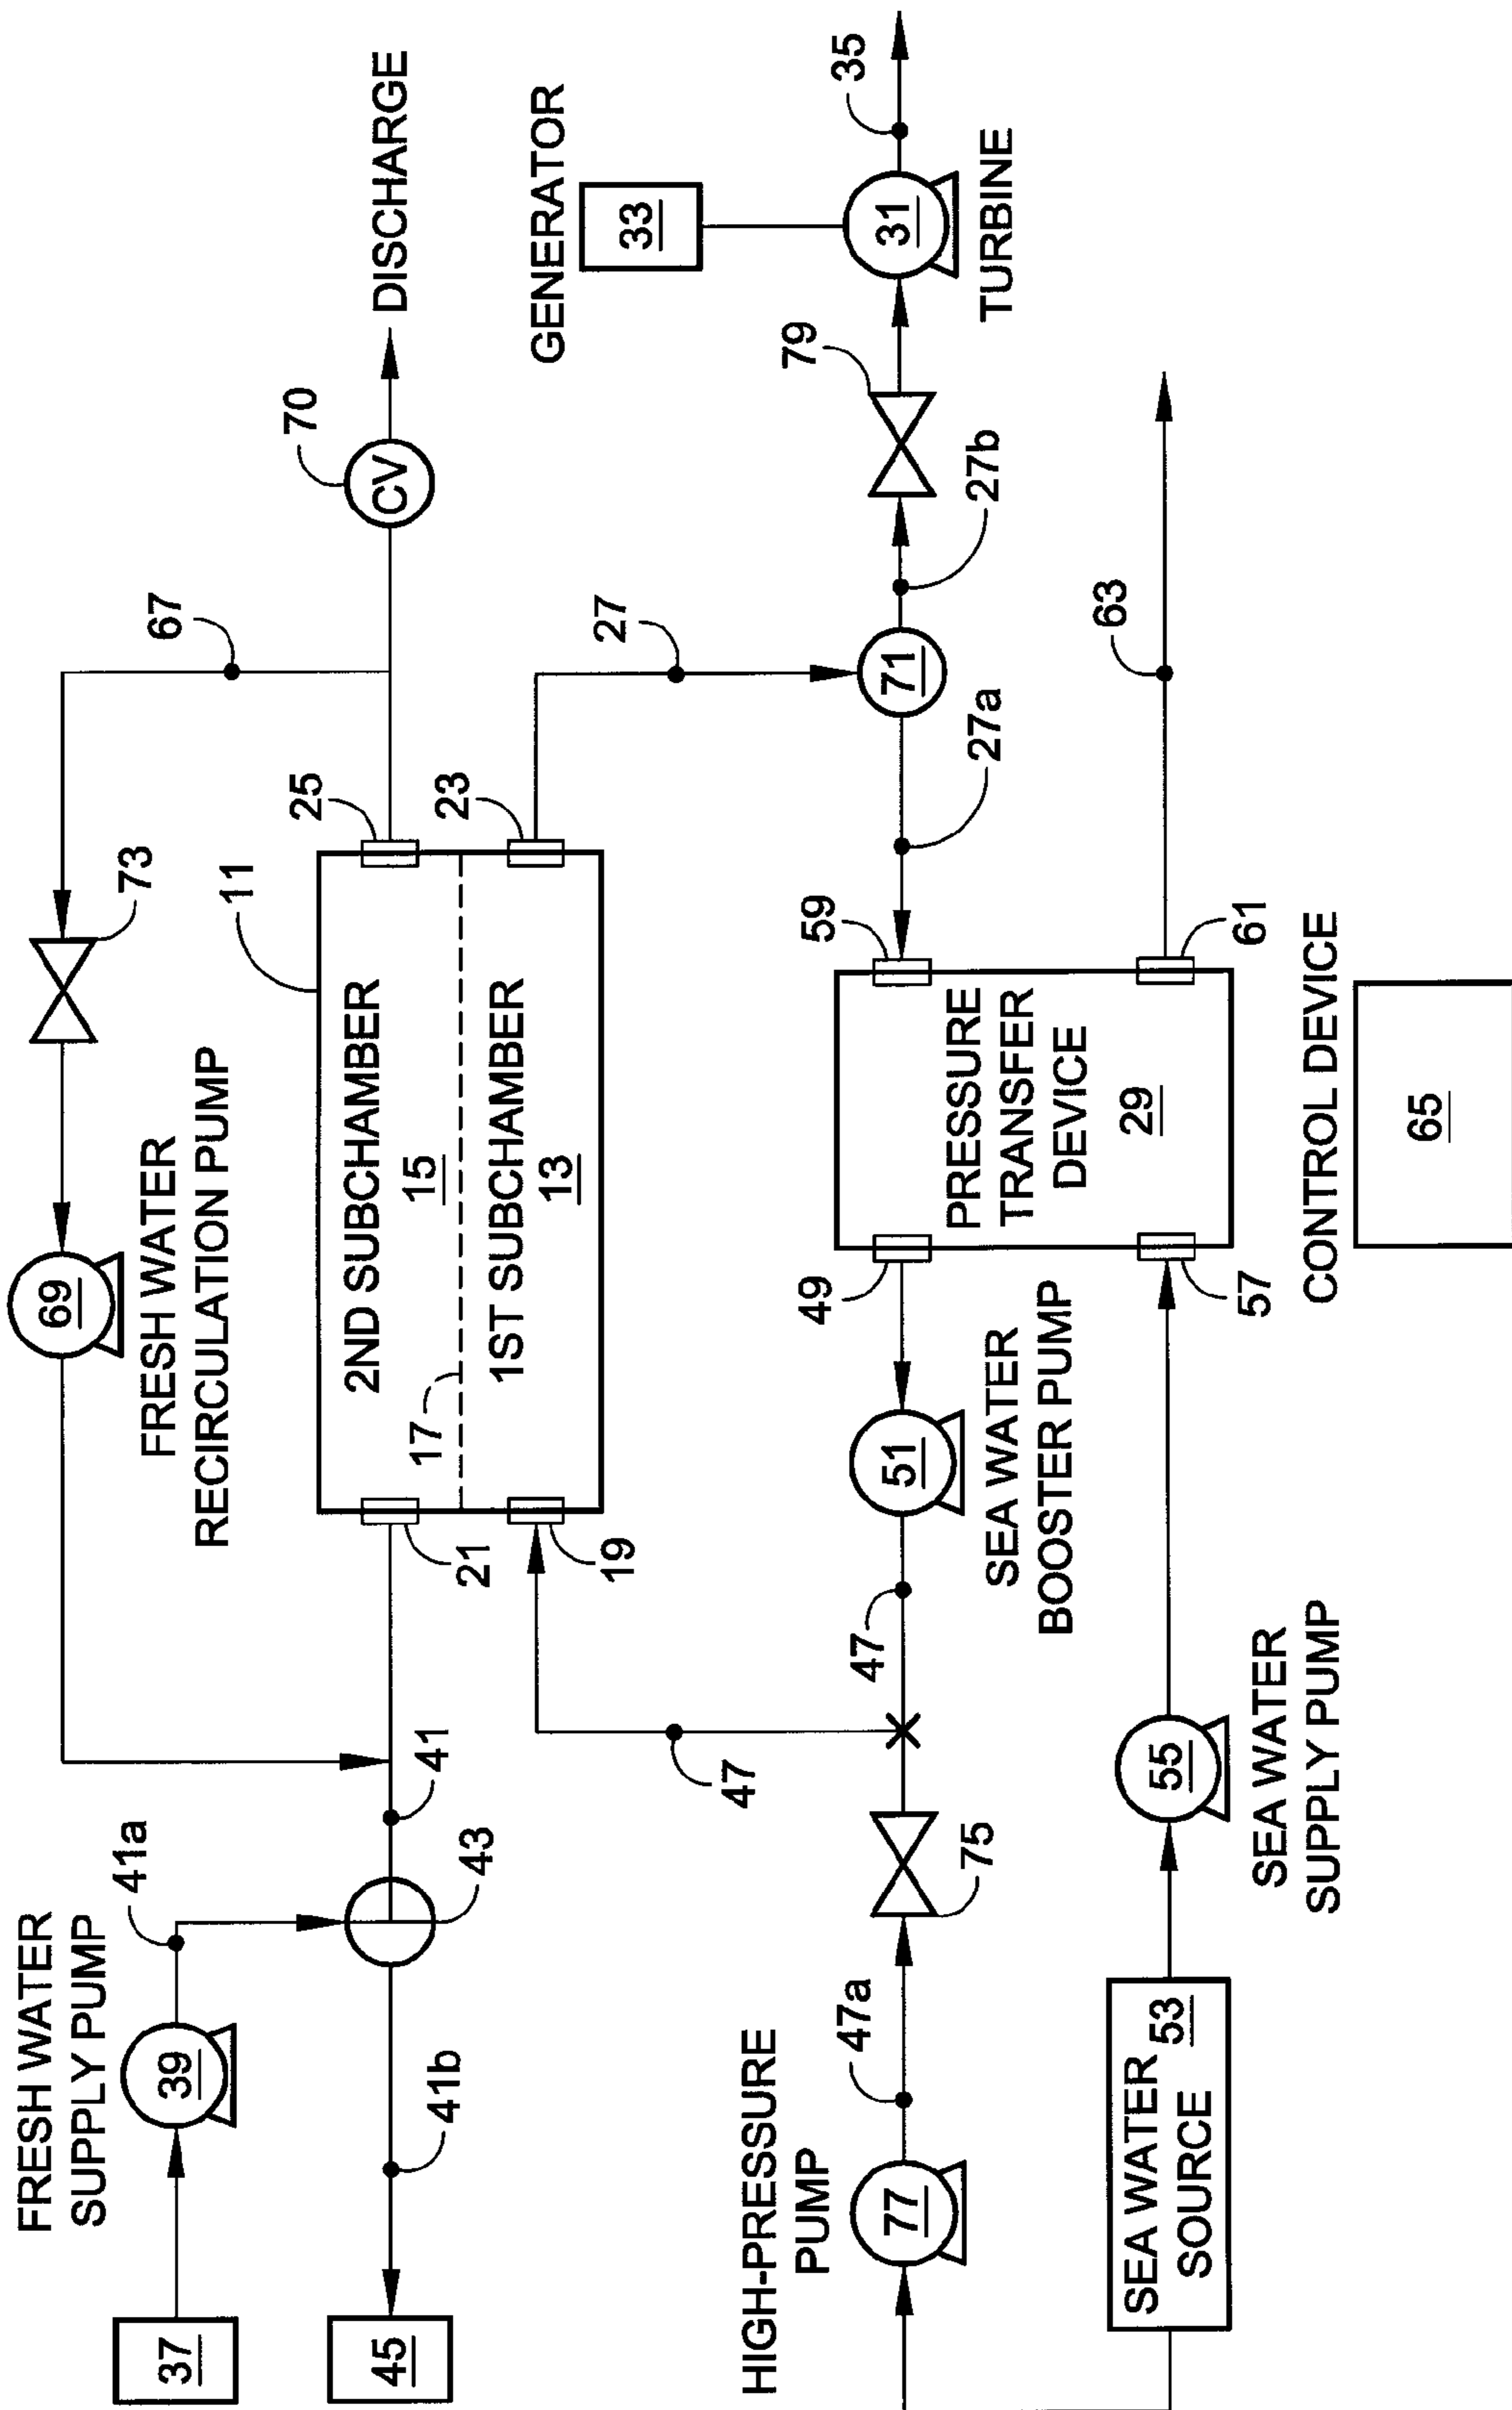 FRESH WATER
SUPPLY PUMP
37
39
41a
45
41b
43
41
69
FRESH WATER
RECIRCULATION PUMP
73
67
70
CV
DISCHARGE
11
2ND SUBCHAMBER
15
17
1ST SUBCHAMBER
13
21
19
25
23
27
GENERATOR
33
31
35
TURBINE
79
27b
71
27a
59
PRESSURE
TRANSFER
DEVICE
29
49
57
61
63
51
SEA WATER
BOOSTER PUMP
47
47
75
HIGH-PRESSURE
PUMP
77
47a
SEA WATER
SOURCE
53
55
SEA WATER
SUPPLY PUMP
CONTROL DEVICE
65